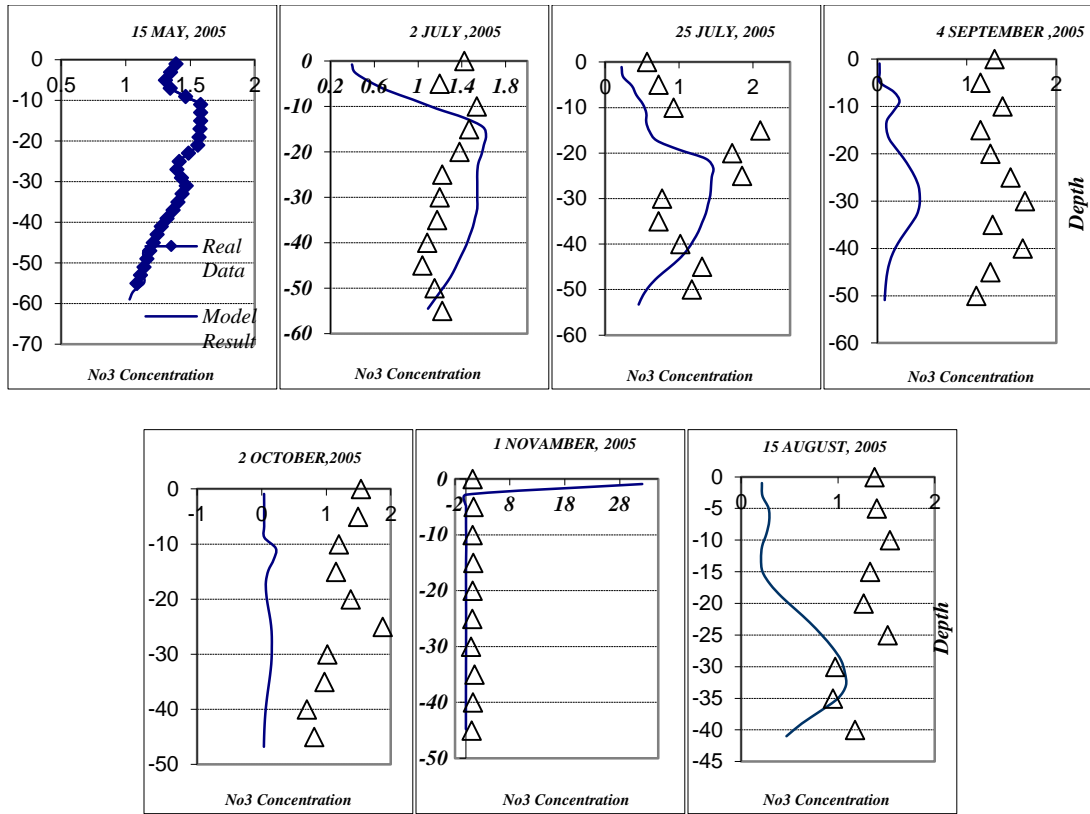 15 MAY, 2005
0.5 1 1.5 2
0
-10
-20
-30
-40
-50
-60
-70
Real
Data
Model
Result
No3 Concentration
2 JULY, 2005
0.2 0.6 1 1.4 1.8
0
-10
-20
-30
-40
-50
-60
No3 Concentration
25 JULY, 2005
0 1 2
0
-10
-20
-30
-40
-50
-60
No3 Concentration
4 SEPTEMBER ,2005
0 1 2
0
-10
-20
-30
-40
-50
-60
Depth
No3 Concentration
2 OCTOBER,2005
-1 0 1 2
0
-10
-20
-30
-40
-50
No3 Concentration
1 NOVAMBER, 2005
-2 8 18 28
0
-10
-20
-30
-40
-50
No3 Concentration
15 AUGUST, 2005
0 1 2
0
-5
-10
-15
-20
-25
-30
-35
-40
-45
Depth
No3 Concentration